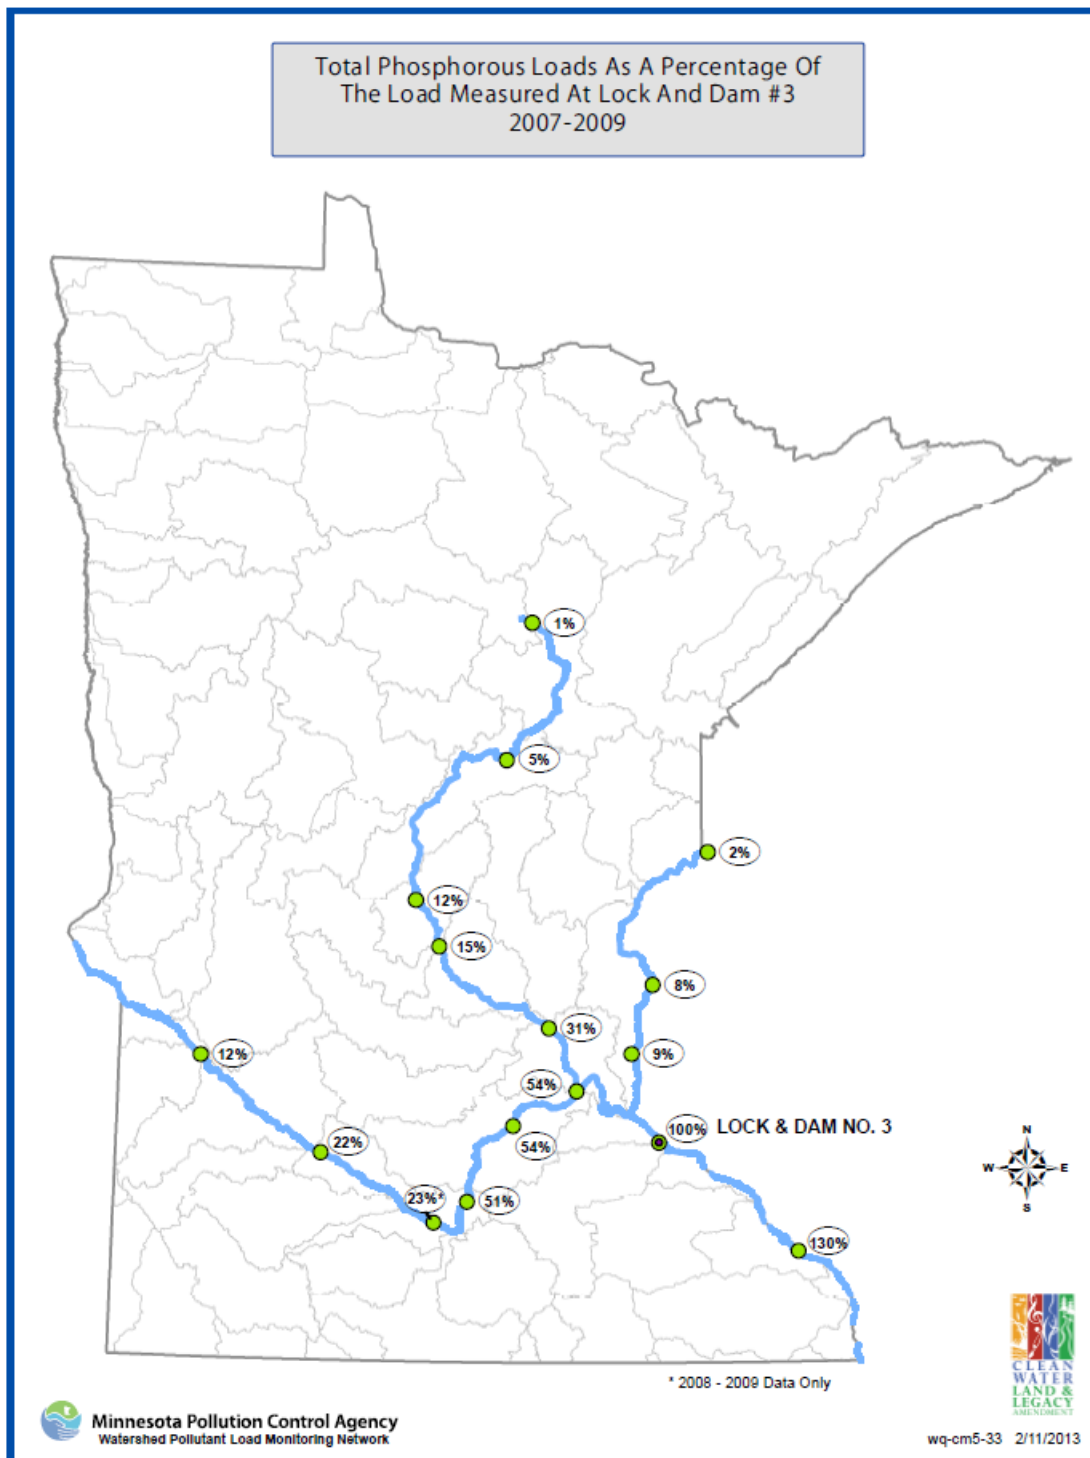 Total Phosphorous Loads As A Percentage Of
The Load Measured At Lock And Dam #3
2007-2009
1%
5%
2%
12%
15%
8%
31%
12%
9%
54%
100% LOCK & DAM NO. 3
54%
22%
23%*
51%
130%
N
W E
S
* 2008 - 2009 Data Only
CLEAN
WATER
LAND &
LEGACY
AMENDMENT
Minnesota Pollution Control Agency
Watershed Pollutant Load Monitoring Network
wq-cm5-33 2/11/2013